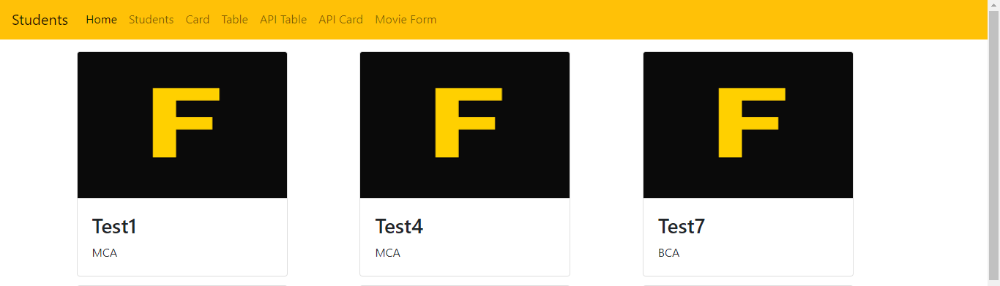 Students Home Students Card Table API Table API Card Movie Form
F F F
Test1 Test4 Test7
MCA MCA BCA